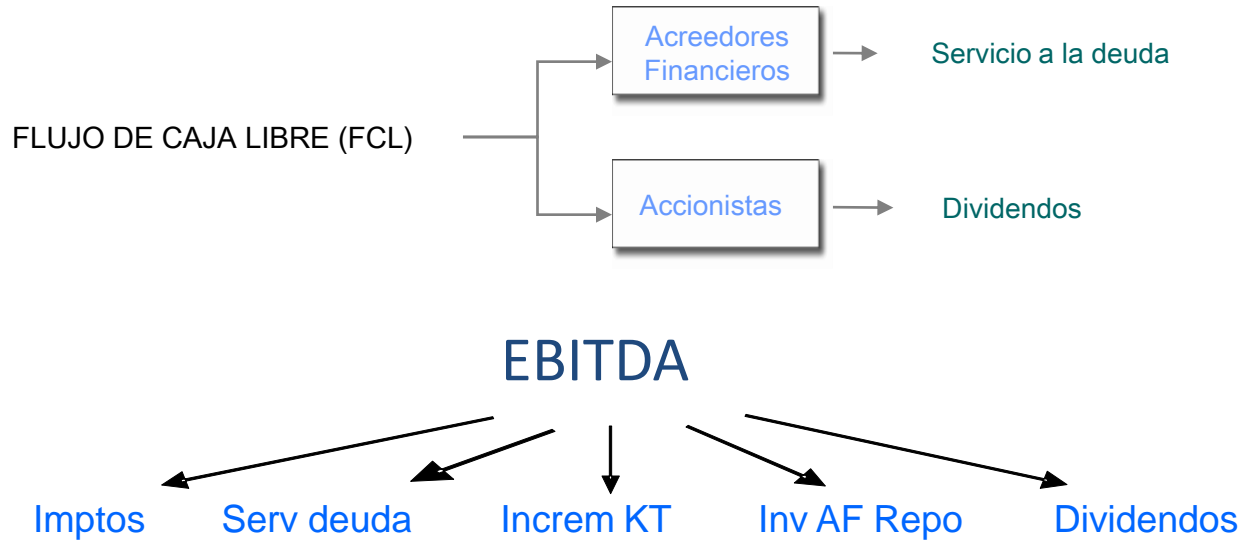 Acreedores
Financieros
Servicio a la deuda
FLUJO DE CAJA LIBRE (FCL)
Accionistas
Dividendos
EBITDA
Imptos
Serv deuda
Increm KT
Inv AF Repo
Dividendos